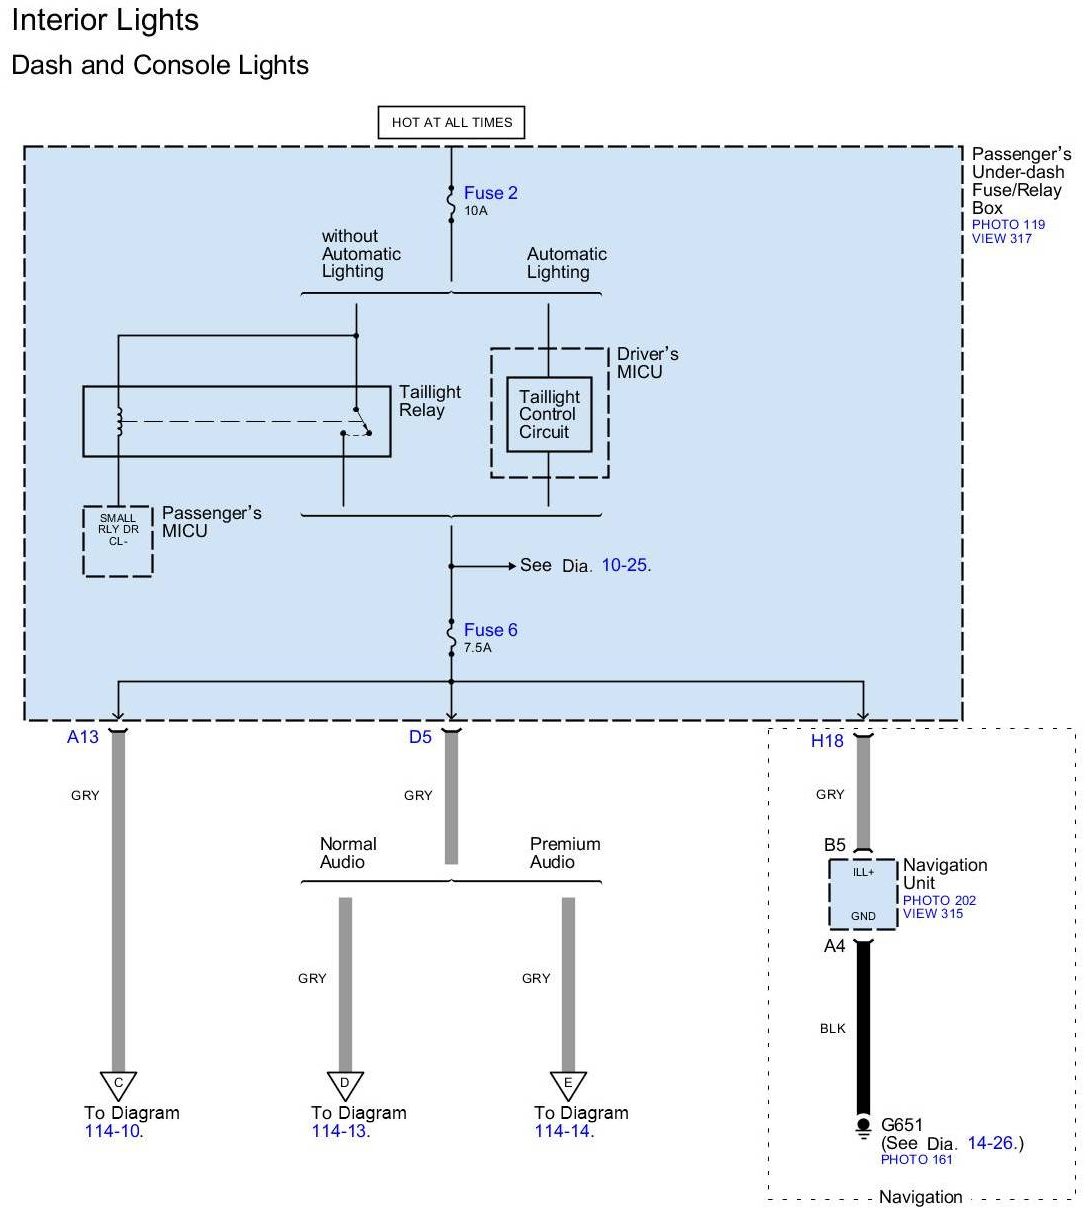 Interior Lights
Dash and Console Lights
HOT AT ALL TIMES
Passenger's
Under-dash
Fuse/Relay
Box
PHOTO 119
VIEW 317
Fuse 2
10A
without
Automatic
Lighting
Automatic
Lighting
Driver's
MICU
Taillight
Relay
Taillight
Control
Circuit
SMALL
RLY DR
CL-
Passenger's
MICU
See Dia. 10-25.
Fuse 6
7.5A
A13
D5
H18
GRY
GRY
GRY
Normal
Audio
Premium
Audio
B5
ILL+
GND
Navigation
Unit
PHOTO 202
VIEW 315
A4
GRY
GRY
BLK
C
D
E
To Diagram
114-10.
To Diagram
114-13.
To Diagram
114-14.
G651
(See Dia. 14-26.)
PHOTO 161
Navigation